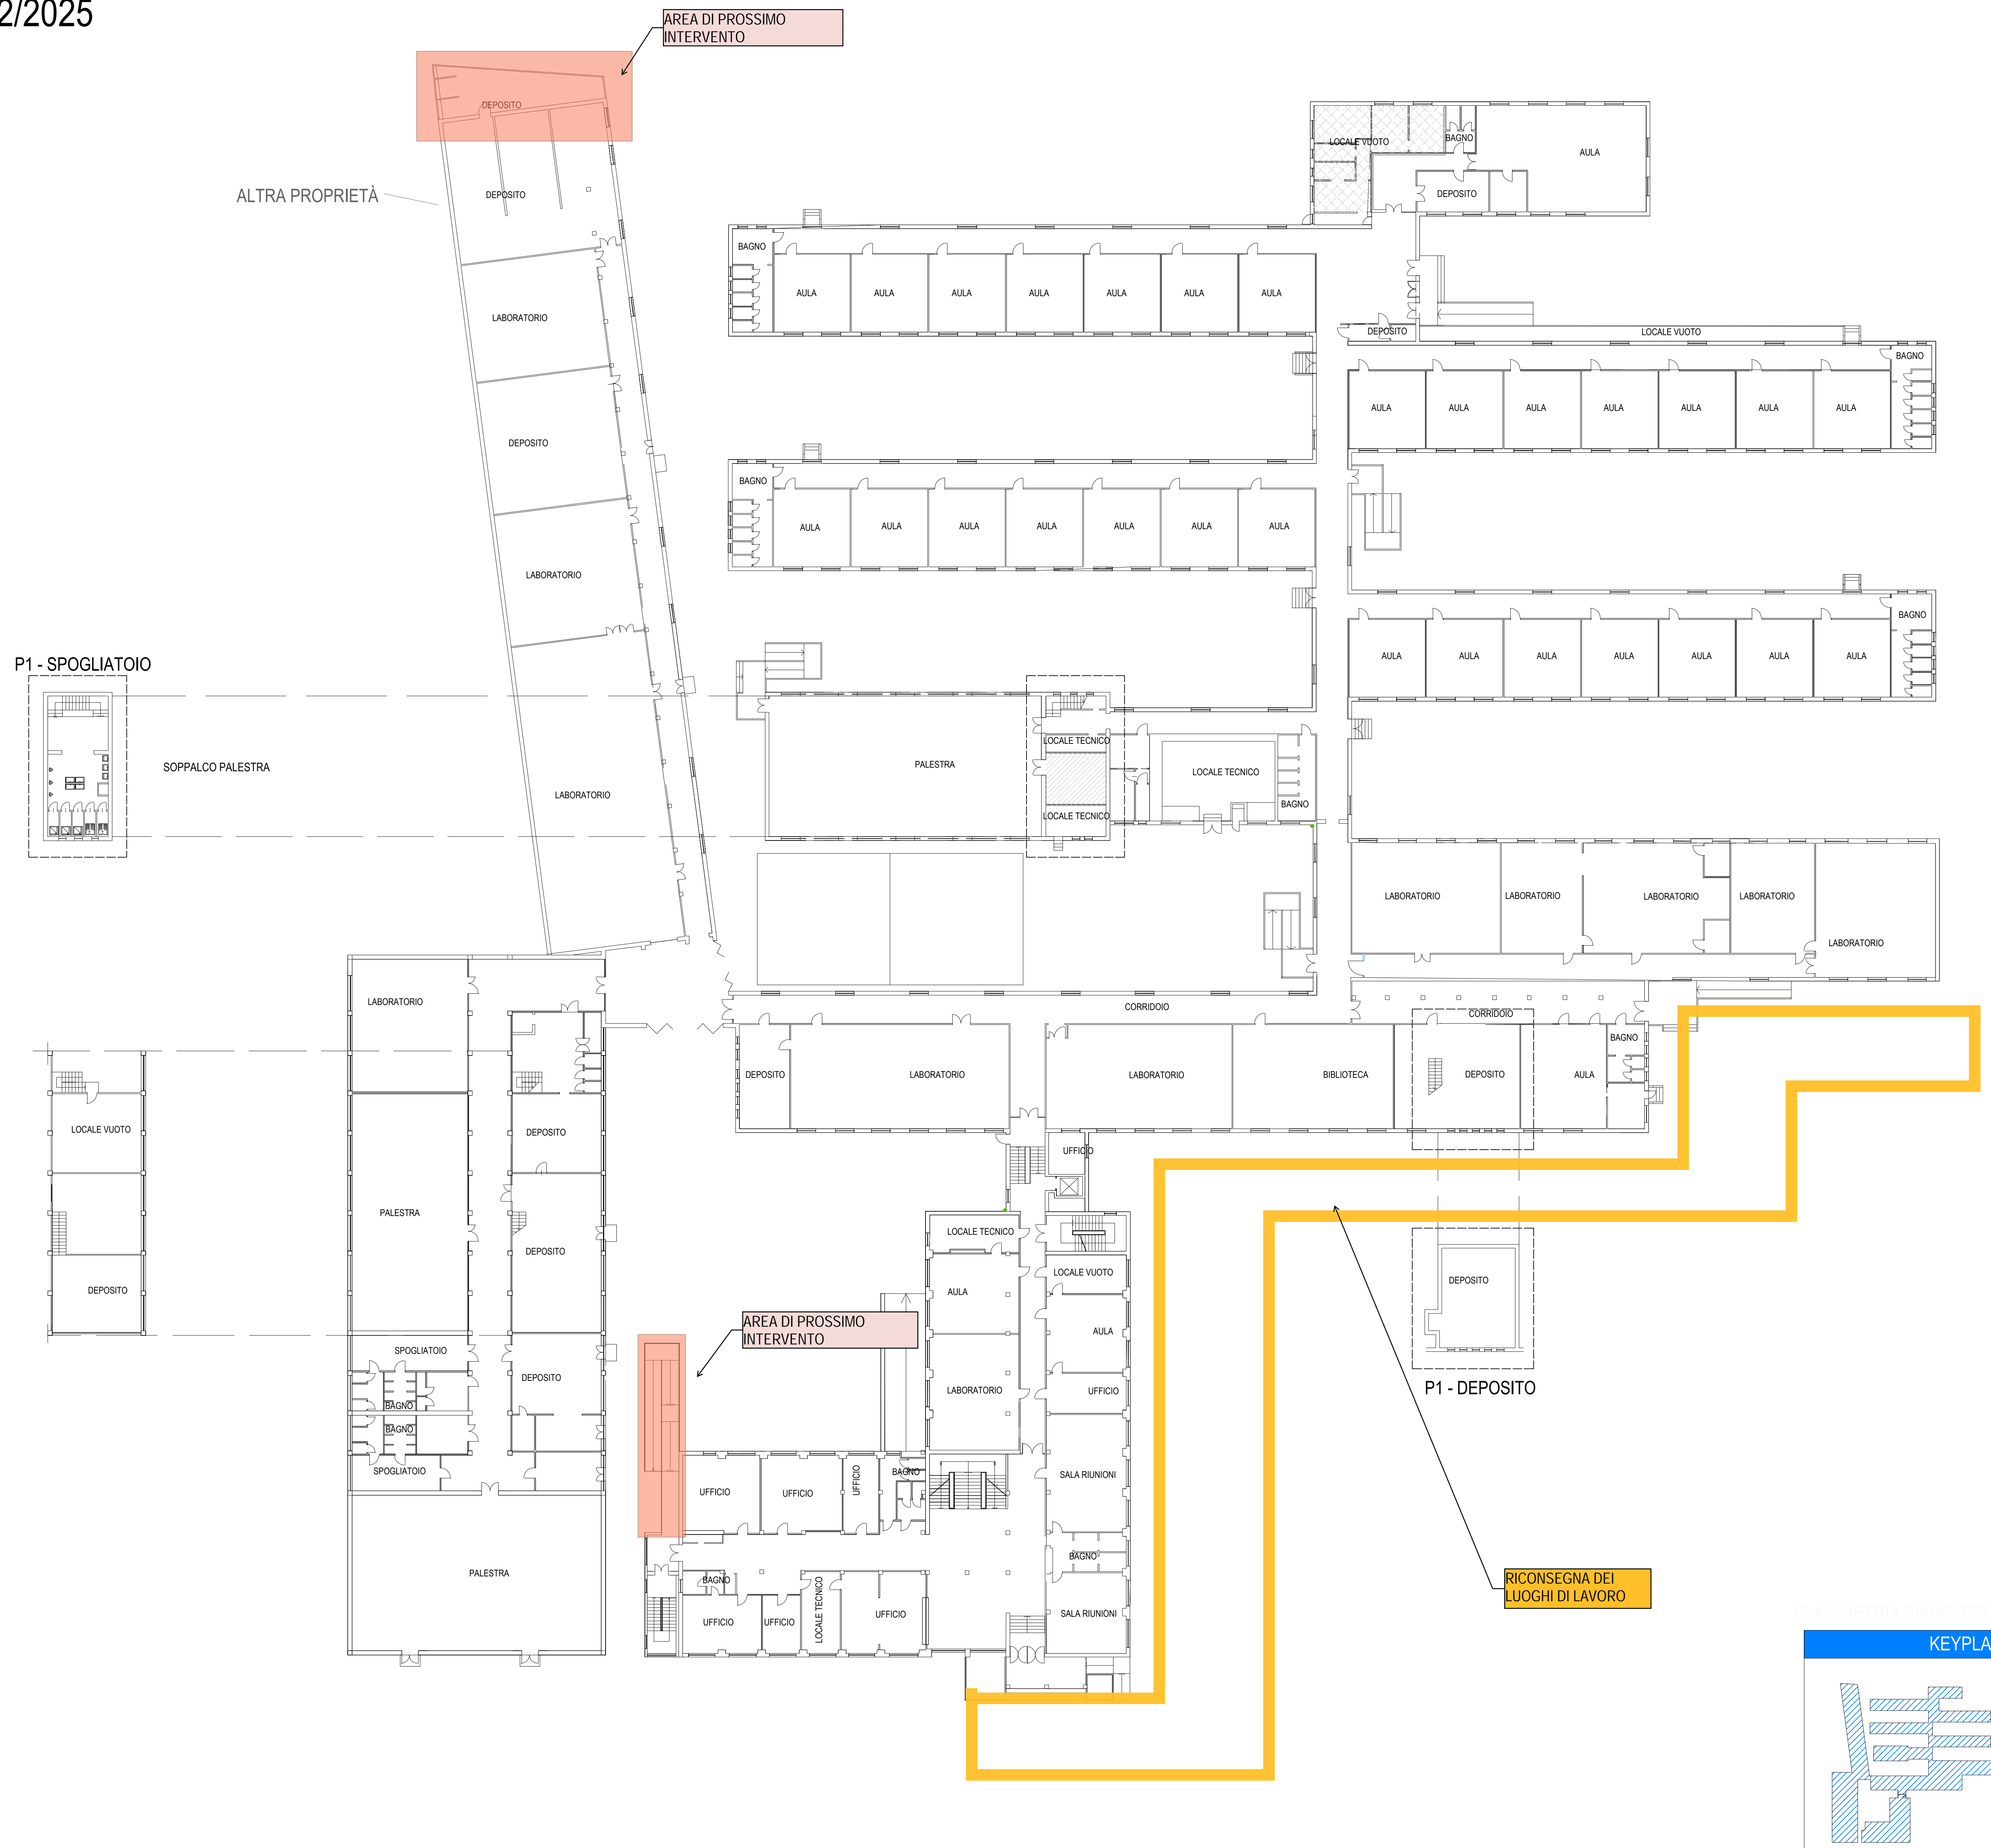 2/2025
AREA DI PROSSIMO
INTERVENTO
DEPOSITO
LOCALE VUOTO
BAGNO
AULA
ALTRA PROPRIETÀ
DEPOSITO
DEPOSITO
BAGNO
AULA
AULA
AULA
AULA
AULA
AULA
AULA
LABORATORIO
DEPOSITO
LOCALE VUOTO
BAGNO
AULA
AULA
AULA
AULA
AULA
AULA
AULA
DEPOSITO
BAGNO
AULA
AULA
AULA
AULA
AULA
AULA
AULA
LABORATORIO
BAGNO
AULA
AULA
AULA
AULA
AULA
AULA
AULA
P1 - SPOGLIATOIO
SOPPALCO PALESTRA
LABORATORIO
PALESTRA
LOCALE TECNICO
LOCALE TECNICO
LOCALE TECNICO
BAGNO
LABORATORIO
LABORATORIO
LABORATORIO
LABORATORIO
LABORATORIO
LABORATORIO
CORRIDOIO
CORRIDOIO
DEPOSITO
LABORATORIO
LABORATORIO
BIBLIOTECA
DEPOSITO
AULA
BAGNO
LOCALE VUOTO
DEPOSITO
UFFICIO
PALESTRA
DEPOSITO
LOCALE TECNICO
LOCALE VUOTO
DEPOSITO
DEPOSITO
AULA
AREA DI PROSSIMO
INTERVENTO
AULA
SPOGLIATOIO
DEPOSITO
LABORATORIO
UFFICIO
P1 - DEPOSITO
BAGNO
BAGNO
SPOGLIATOIO
UFFICIO
UFFICIO
UFFICIO
BAGNO
SALA RIUNIONI
BAGNO
PALESTRA
BAGNO
UFFICIO
UFFICIO
LOCALE TECNICO
UFFICIO
SALA RIUNIONI
RICONSEGNA DEI
LUOGHI DI LAVORO
PLANIMETRIA PIANO TER
KEYPLA